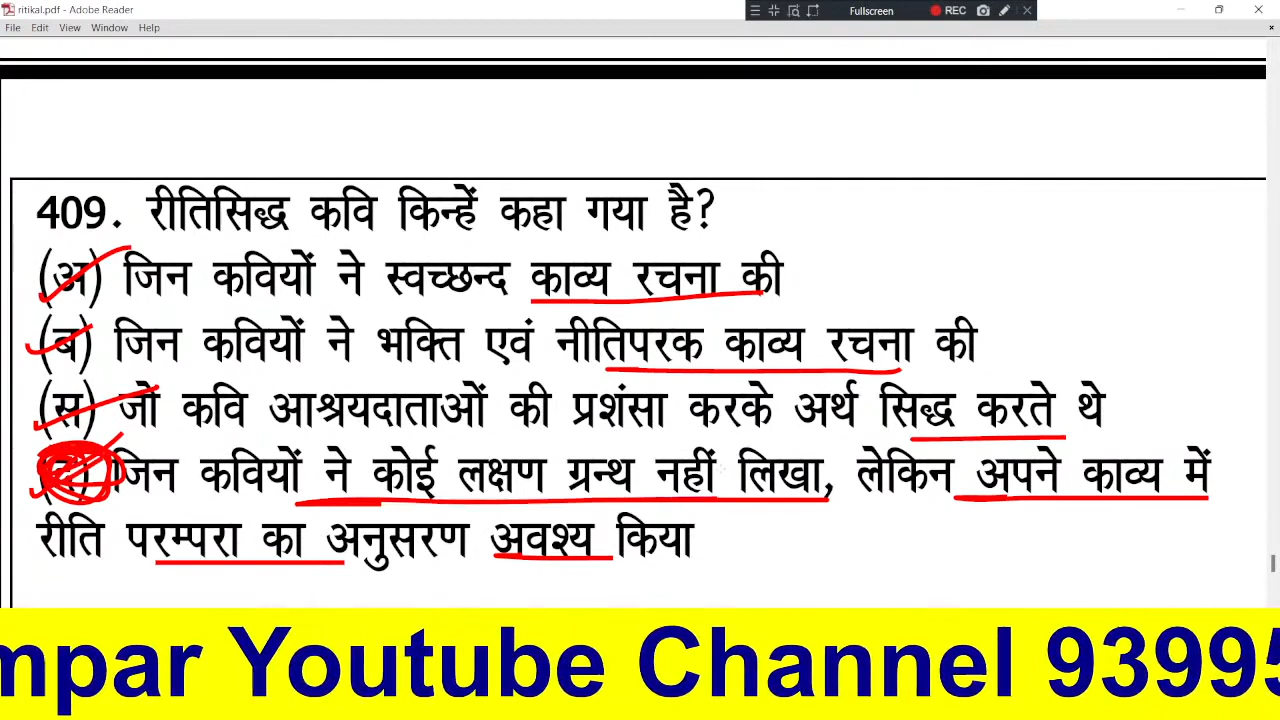 ritikal.pdf - Adobe Reader
Fullscreen REC
File Edit View Window Help
409. रीतिसिद्ध कवि किन्हें कहा गया है?
(अ) जिन कवियों ने स्वच्छन्द काव्य रचना की
(ब) जिन कवियों ने भक्ति एवं नीतिपरक काव्य रचना की
(स) जो कवि आश्रयदाताओं की प्रशंसा करके अर्थ सिद्ध करते थे
जिन कवियों ने कोई लक्षण ग्रन्थ नहीं लिखा, लेकिन अपने काव्य में
रीति परम्परा का अनुसरण अवश्य किया
mpar Youtube Channel 93995